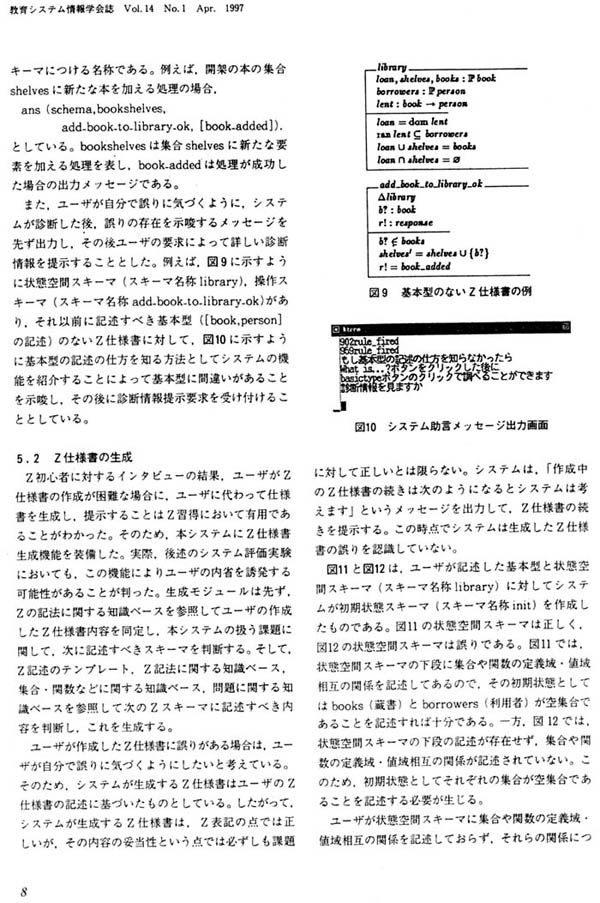 教育システム情報学会誌 Vol.14 No.1 Apr. 1997
キーマにつける名称である。例えば，開架の本の集合
shelves に新たな本を加える処理の場合，
ans (schema,bookshelves,
add-book-to-library-ok, [book-added]).
としている。bookshelves は集合 shelves に新たな要
素を加える処理を表し，book-added は処理が成功し
た場合の出力メッセージである。
また，ユーザが自分で誤りに気づくように，システ
ムが診断した後，誤りの存在を示唆するメッセージを
先ず出力し，その後ユーザの要求によって詳しい診断
情報を提示することとした。例えば，図9に示すよう
に状態空間スキーマ（スキーマ名称 library)，操作ス
キーマ（スキーマ名称 add-book-to-library-ok)があ
り，それ以前に記述すべき基本型（[book,person]
の記述）のないZ仕様書に対して，図10に示すよう
に基本型の記述の仕方を知る方法としてシステムの機
能を紹介することによって基本型に間違いがあること
を示唆し，その後に診断情報提示要求を受け付けるこ
ととしている。
5.2 Z仕様書の生成
Z初心者に対するインタビューの結果，ユーザがZ
仕様書の作成が困難な場合に，ユーザに代わって仕様
書を生成し，提示することはZ習得において有用であ
ることがわかった。そのため，本システムにZ仕様書
生成機能を装備した。実際，後述のシステム評価実験
においても，この機能によりユーザの内省を誘発する
可能性があることが判った。生成モジュールは先ず，
Zの記法に関する知識ベースを参照してユーザの作成
したZ仕様書内容を同定し，本システムの扱う課題に
関して，次に記述すべきスキーマを判断する。そして，
Z記述のテンプレート，Z記法に関する知識ベース，
集合・関数などに関する知識ベース，問題に関する知
識ベースを参照して次のZスキーマに記述すべき内
容を判断し，これを生成する。
ユーザが作成したZ仕様書に誤りがある場合は，ユー
ザが自分で誤りに気づくようにしたいと考えている。
そのため，システムが生成するZ仕様書はユーザのZ
仕様書の記述に基づいたものとしている。したがって，
システムが生成するZ仕様書は，Z表記の点では正
しいが，その内容の妥当性という点では必ずしも課題
library
loan, shelves, books : ℙ book
borrowers : ℙ person
lent : book ⇸ person
loan = dom lent
ran lent ⊆ borrowers
loan ∪ shelves = books
loan ∩ shelves = ∅
add_book_to_library_ok
Δlibrary
b? : book
r! : response
b? ∉ books
shelves' = shelves ∪ {b?}
r! = book_added
図9 基本型のないZ仕様書の例
kterm
902rule_fired
969rule_fired
もし基本型の記述の仕方を知らなかったら
What is...?ボタンをクリックした後に
basictypeボタンのクリックで調べることができます
診断情報を見ますか
図10 システム助言メッセージ出力画面
に対して正しいとは限らない。システムは，「作成中
のZ仕様書の続きは次のようになるとシステムは考
えます」というメッセージを出力して，Z仕様書の続
きを提示する。この時点でシステムは生成したZ仕様
書の誤りを認識していない。
図11と図12は，ユーザが記述した基本型と状態空
間スキーマ（スキーマ名称 library）に対してシステ
ムが初期状態スキーマ（スキーマ名称 init）を作成し
たものである。図11の状態空間スキーマは正しく，
図12の状態空間スキーマは誤りである。図11では，
状態空間スキーマの下段に集合や関数の定義域・値域
相互の関係を記述してあるので，その初期状態として
は books（蔵書）と borrowers（利用者）が空集合で
あることを記述すれば十分である。一方，図12では，
状態空間スキーマの下段の記述が存在せず，集合や関
数の定義域・値域相互の関係が記述されていない。こ
のため，初期状態としてそれぞれの集合が空集合であ
ることを記述する必要が生じる。
ユーザが状態空間スキーマに集合や関数の定義域・
値域相互の関係を記述しておらず，それらの関係につ
8